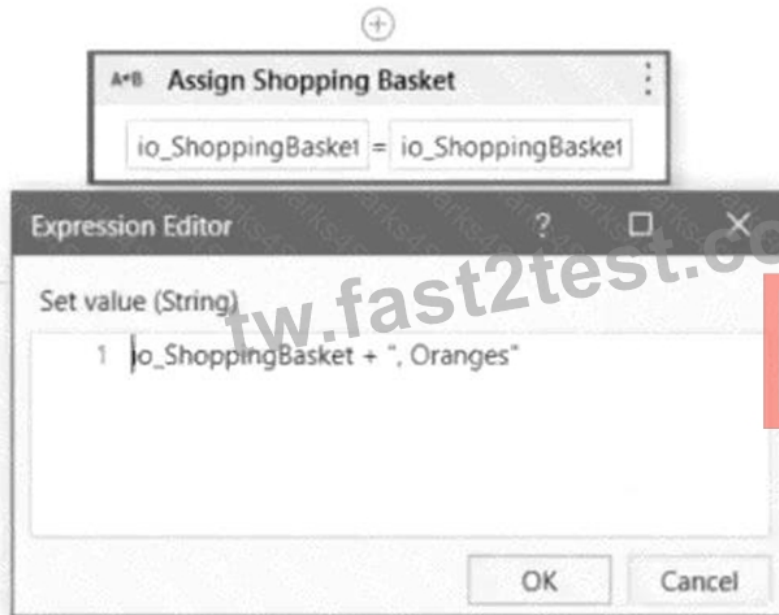 A*B Assign Shopping Basket
io_ShoppingBasket = io_ShoppingBasket
Expression Editor ? X
Set value (String)
1 io_ShoppingBasket + ", Oranges"
OK Cancel
tw.fast2test.co